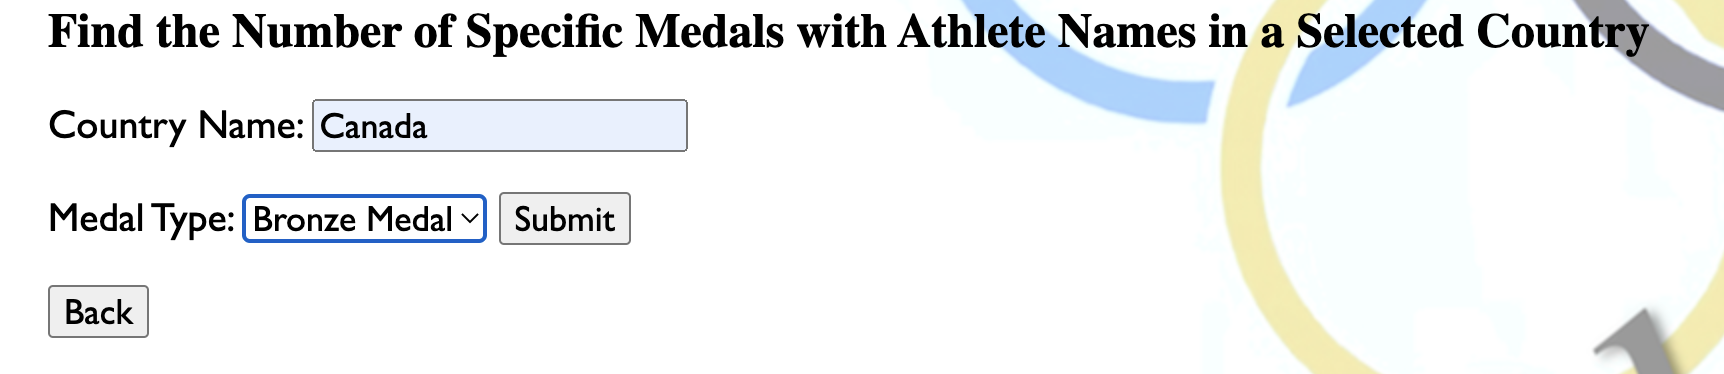 Find the Number of Specific Medals with Athlete Names in a Selected Country
Country Name: Canada
Medal Type: Bronze Medal Submit
Back